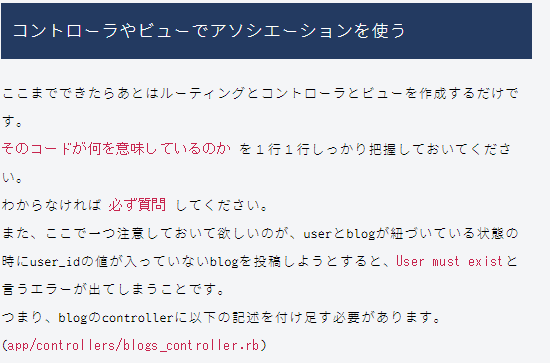 コントローラやビューでアソシエーションを使う
ここまでできたらあとはルーティングとコントローラとビューを作成するだけで
す。
そのコードが何を意味しているのか を１行１行しっかり把握しておいてくださ
い。
わからなければ 必ず質問 してください。
また、ここで一つ注意しておいて欲しいのが、userとblogが紐づいている状態の
時にuser_idの値が入っていないblogを投稿しようとすると、User must existと
言うエラーが出てしまうことです。
つまり、blogのcontrollerに以下の記述を付け足す必要があります。
(app/controllers/blogs_controller.rb)